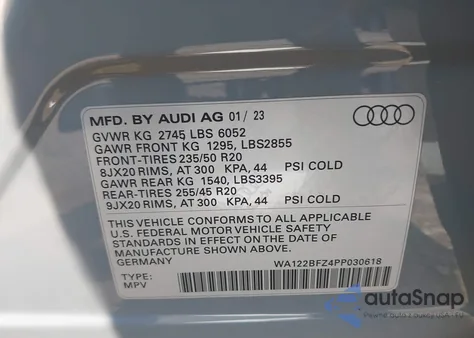 MFD. BY AUDI AG 01 / 23
GVWR KG 2745 LBS 6052
GAWR FRONT KG 1295, LBS2855
FRONT-TIRES 235/50 R20
8JX20 RIMS, AT 300 KPA, 44 PSI COLD
GAWR REAR KG 1540, LBS3395
REAR-TIRES 255/45 R20
9JX20 RIMS, AT 300 KPA, 44 PSI COLD
THIS VEHICLE CONFORMS TO ALL APPLICABLE
U.S. FEDERAL MOTOR VEHICLE SAFETY
STANDARDS IN EFFECT ON THE DATE OF
MANUFACTURE SHOWN ABOVE.
GERMANY WA122BFZ4PP030618
TYPE:
MPV
autoSnap